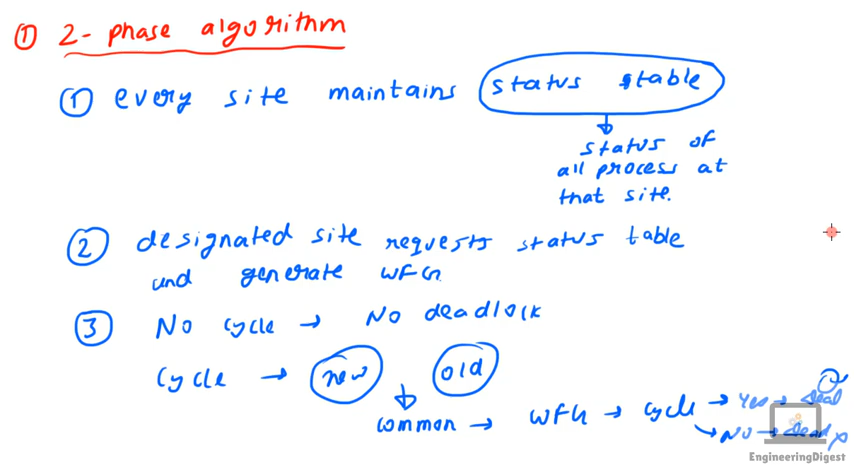 ① 2-phase algorithm
① every site maintains status stable
status of
all process at
that site.
② designated site requests status table
and generate WFG.
③ No cycle → No deadlock
cycle → new old
common → WFG → cycle → Yes →
→ No → dead x
EngineeringDigest